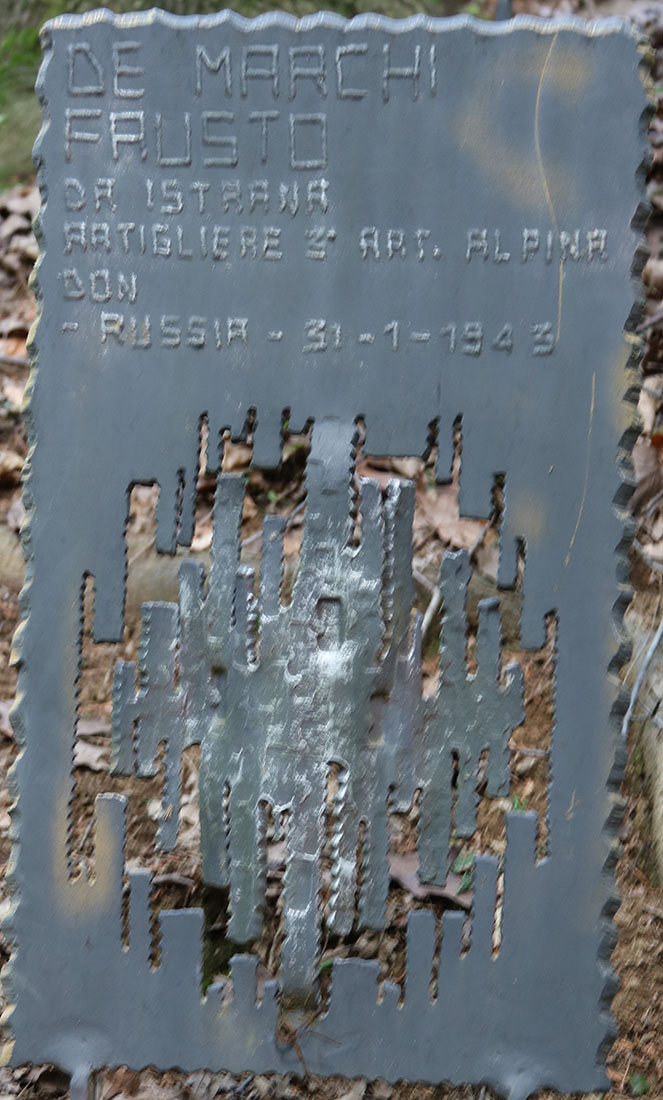 DE MARCHI
FAUSTO
DA ISTRANA
ARTIGLIERE 3° ART. ALPINA
DON
- RUSSIA - 31-1-1943